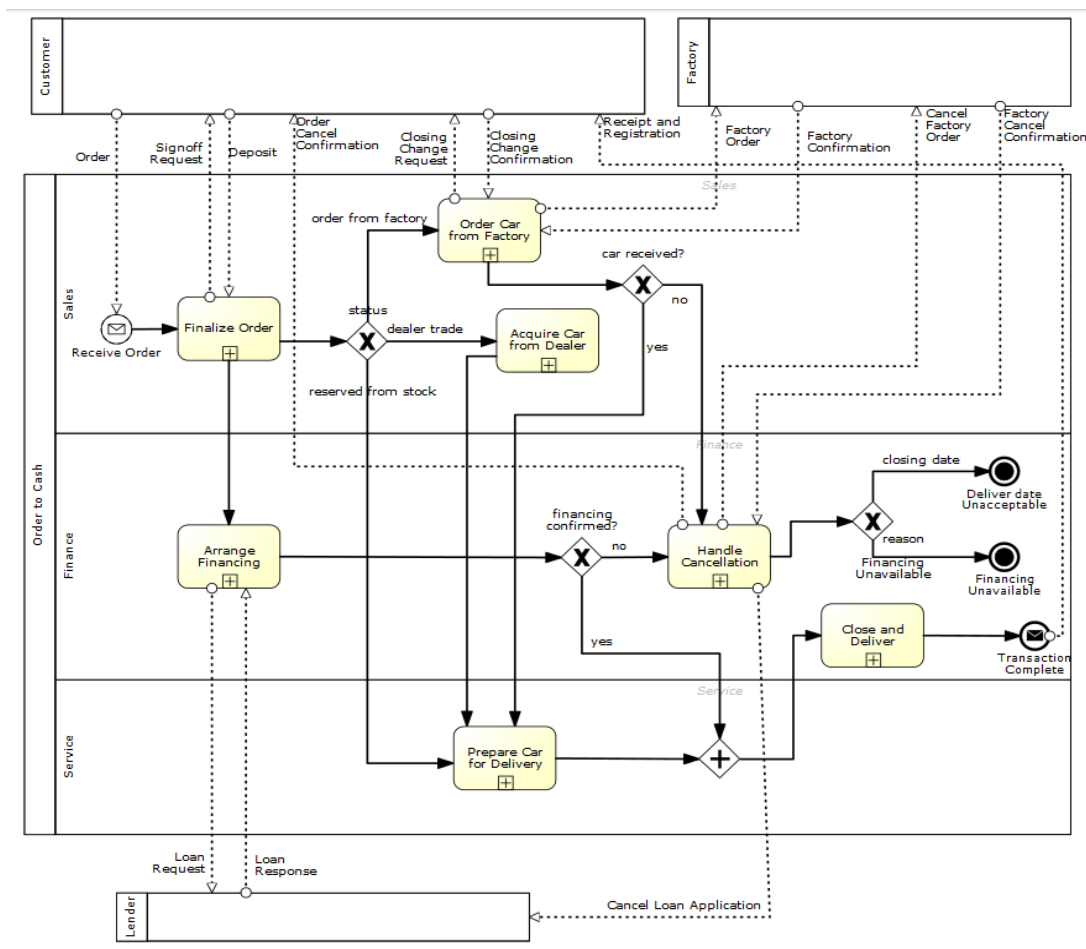 Customer
Factory
Order
Signoff
Request
Deposit
Order
Cancel
Confirmation
Closing
Change
Request
Closing
Change
Confirmation
Receipt and
Registration
Factory
Order
Factory
Confirmation
Cancel
Factory
Order
Factory
Cancel
Confirmation
Order to Cash
Sales
Sales
order from factory
Order Car
from Factory
car received?
no
yes
Receive Order
Finalize Order
status
dealer trade
Acquire Car
from Dealer
reserved from stock
Finance
Finance
closing date
Deliver date
Unacceptable
financing
confirmed?
no
yes
Arrange
Financing
Handle
Cancellation
reason
Financing
Unavailable
Financing
Unavailable
Close and
Deliver
Transaction
Complete
Service
Service
Prepare Car
for Delivery
Loan
Request
Loan
Response
Lender
Cancel Loan Application